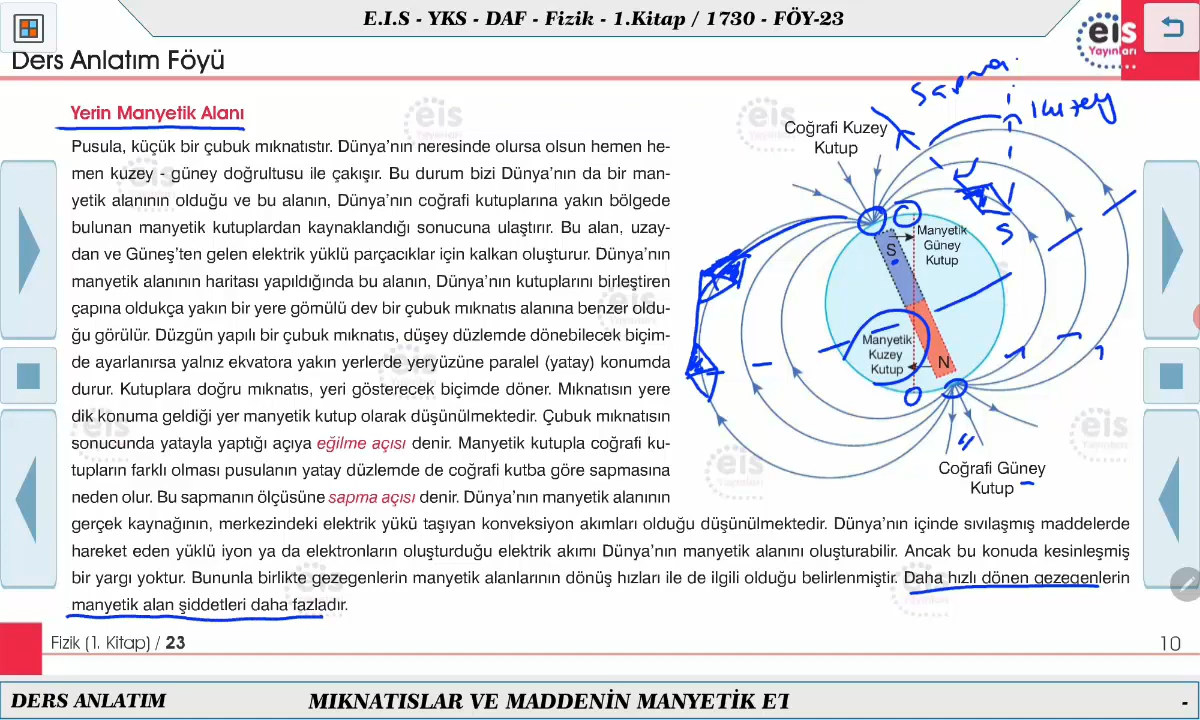 E.I.S - YKS - DAF - Fizik - 1.Kitap / 1730 - FÖY-23
eis
Yayınları
Ders Anlatım Föyü
sapma
kuzey
Yerin Manyetik Alanı
Pusula, küçük bir çubuk mıknatıstır. Dünya'nın neresinde olursa olsun hemen he-
men kuzey - güney doğrultusu ile çakışır. Bu durum bizi Dünya'nın da bir man-
yetik alanının olduğu ve bu alanın, Dünya'nın coğrafi kutuplarına yakın bölgede
bulunan manyetik kutuplardan kaynaklandığı sonucuna ulaştırır. Bu alan, uzay-
dan ve Güneş'ten gelen elektrik yüklü parçacıklar için kalkan oluşturur. Dünya'nın
manyetik alanının haritası yapıldığında bu alanın, Dünya'nın kutuplarını birleştiren
çapına oldukça yakın bir yere gömülü dev bir çubuk mıknatıs alanına benzer oldu-
ğu görülür. Düzgün yapılı bir çubuk mıknatıs, düşey düzlemde dönebilecek biçim-
de ayarlanırsa yalnız ekvatora yakın yerlerde yeryüzüne paralel (yatay) konumda
durur. Kutuplara doğru mıknatıs, yeri gösterecek biçimde döner. Mıknatısın yere
dik konuma geldiği yer manyetik kutup olarak düşünülmektedir. Çubuk mıknatısın
sonucunda yatayla yaptığı açıya eğilme açısı denir. Manyetik kutupla coğrafi ku-
tupların farklı olması pusulanın yatay düzlemde de coğrafi kutba göre sapmasına
neden olur. Bu sapmanın ölçüsüne sapma açısı denir. Dünya'nın manyetik alanının
gerçek kaynağının, merkezindeki elektrik yükü taşıyan konveksiyon akımları olduğu düşünülmektedir. Dünya'nın içinde sıvılaşmış maddelerde
hareket eden yüklü iyon ya da elektronların oluşturduğu elektrik akımı Dünya'nın manyetik alanını oluşturabilir. Ancak bu konuda kesinleşmiş
bir yargı yoktur. Bununla birlikte gezegenlerin manyetik alanlarının dönüş hızları ile de ilgili olduğu belirlenmiştir. Daha hızlı dönen gezegenlerin
manyetik alan şiddetleri daha fazladır.
Coğrafi Kuzey
Kutup
S
Manyetik
Güney
Kutup
S
Manyetik
Kuzey
Kutup
N
Coğrafi Güney
Kutup
Fizik (1. Kitap) / 23
10
DERS ANLATIM
MIKNATISLAR VE MADDENİN MANYETİK
-